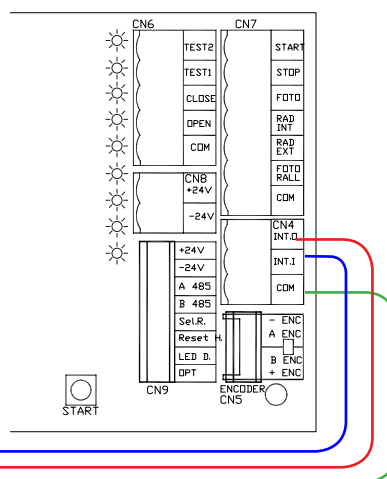 CN6
TEST2
TEST1
CLOSE
OPEN
COM
CN7
START
STOP
FOTO
RAD
INT
RAD
EXT
FOTO
RALL
COM
CN8
+24V
-24V
CN4
INT.O
INT.I
COM
+24V
-24V
A 485
B 485
Sel.R.
Reset H.
LED D.
OPT
CN9
- ENC
A ENC
B ENC
+ ENC
ENCODER
CN5
START